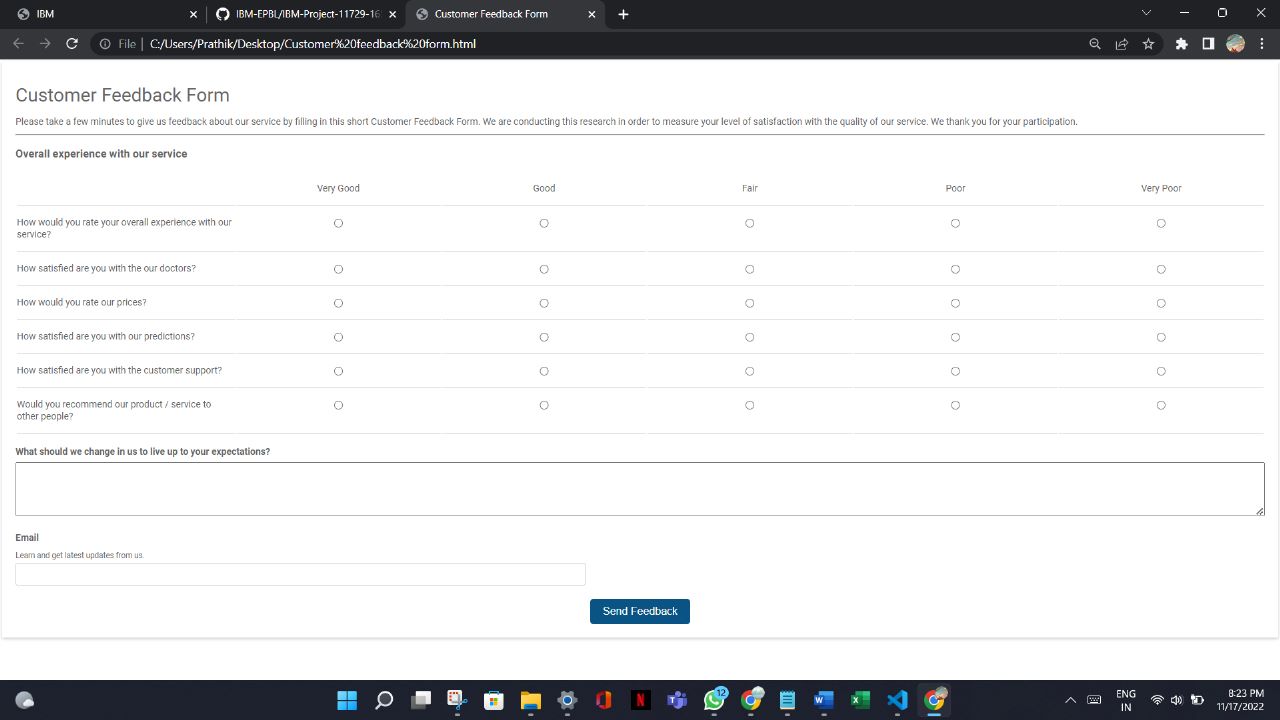 IBM
IBM-EPBL/IBM-Project-11729-16
Customer Feedback Form
File | C:/Users/Prathik/Desktop/Customer%20feedback%20form.html
Customer Feedback Form
Please take a few minutes to give us feedback about our service by filling in this short Customer Feedback Form. We are conducting this research in order to measure your level of satisfaction with the quality of our service. We thank you for your participation.
Overall experience with our service
Very Good Good Fair Poor Very Poor
How would you rate your overall experience with our
service?
How satisfied are you with the our doctors?
How would you rate our prices?
How satisfied are you with our predictions?
How satisfied are you with the customer support?
Would you recommend our product / service to
other people?
What should we change in us to live up to your expectations?
Email
Learn and get latest updates from us.
Send Feedback
12
ENG
IN
8:23 PM
11/17/2022